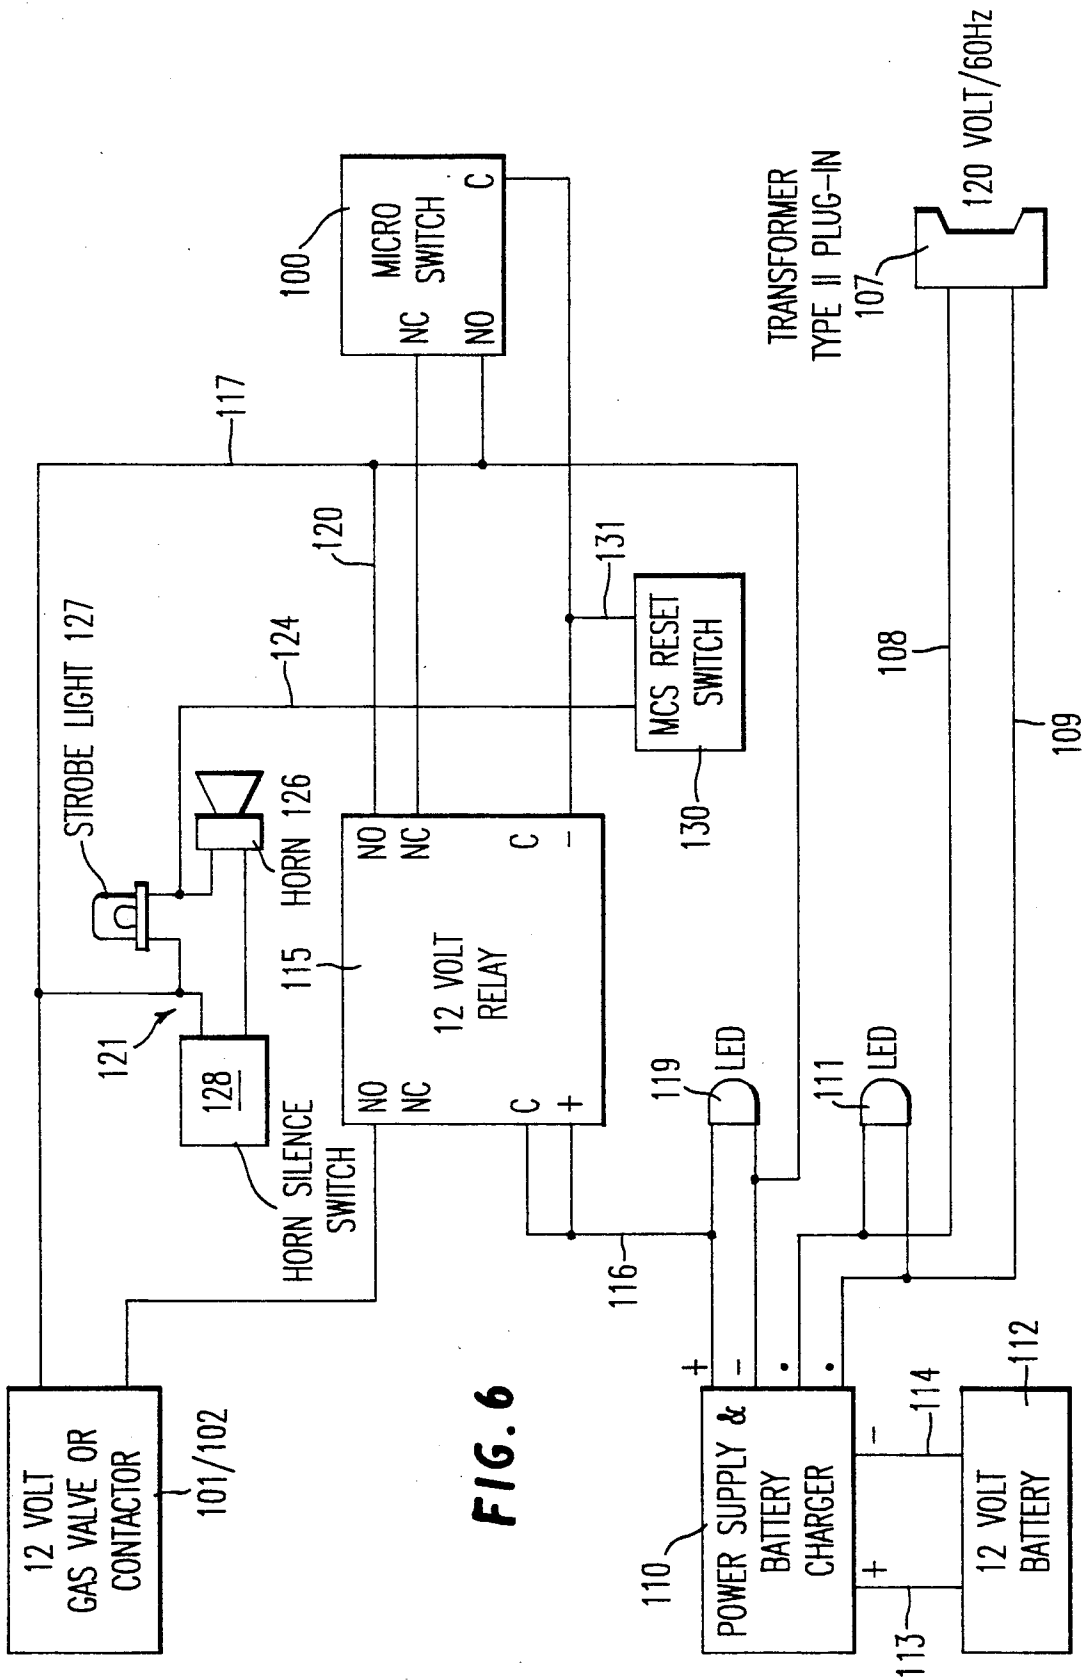 12 VOLT
GAS VALVE OR
CONTACTOR
101/102
STROBE LIGHT 127
121
128
HORN SILENCE
SWITCH
HORN 126
124
117
120
115
NO
NC
C
+
12 VOLT
RELAY
NO
NC
C
-
100
MICRO
SWITCH
NC
NO
C
131
MCS RESET
SWITCH
130
116
119
LED
111
LED
110
POWER SUPPLY &
BATTERY
CHARGER
+
-
•
•
+
-
113
114
12 VOLT
BATTERY
112
108
109
TRANSFORMER
TYPE II PLUG-IN
107
120 VOLT/60Hz
FIG. 6